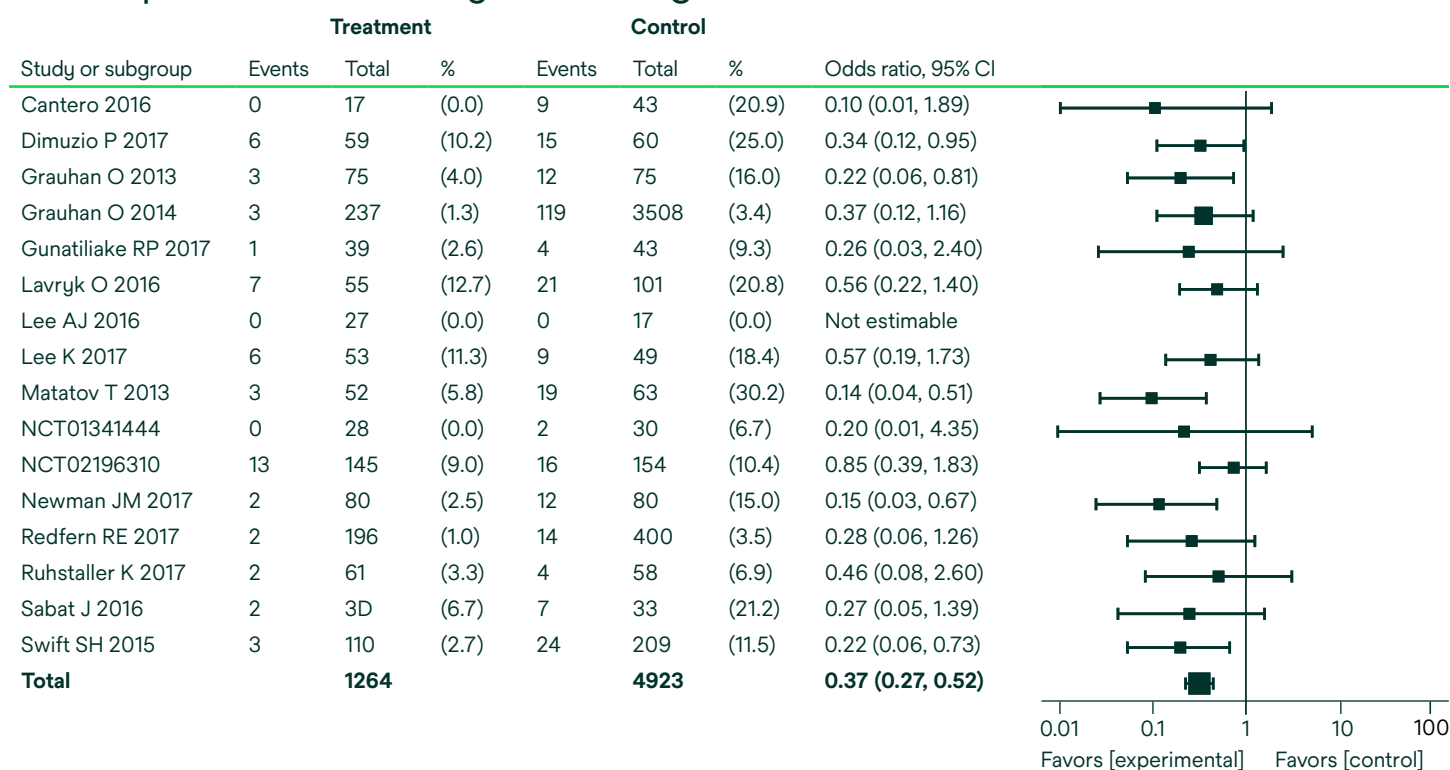 Treatment Control
Study or subgroup Events Total % Events Total % Odds ratio, 95% CI
Cantero 2016 0 17 (0.0) 9 43 (20.9) 0.10 (0.01, 1.89)
Dimuzio P 2017 6 59 (10.2) 15 60 (25.0) 0.34 (0.12, 0.95)
Grauhan O 2013 3 75 (4.0) 12 75 (16.0) 0.22 (0.06, 0.81)
Grauhan O 2014 3 237 (1.3) 119 3508 (3.4) 0.37 (0.12, 1.16)
Gunatiliake RP 2017 1 39 (2.6) 4 43 (9.3) 0.26 (0.03, 2.40)
Lavryk O 2016 7 55 (12.7) 21 101 (20.8) 0.56 (0.22, 1.40)
Lee AJ 2016 0 27 (0.0) 0 17 (0.0) Not estimable
Lee K 2017 6 53 (11.3) 9 49 (18.4) 0.57 (0.19, 1.73)
Matatov T 2013 3 52 (5.8) 19 63 (30.2) 0.14 (0.04, 0.51)
NCT01341444 0 28 (0.0) 2 30 (6.7) 0.20 (0.01, 4.35)
NCT02196310 13 145 (9.0) 16 154 (10.4) 0.85 (0.39, 1.83)
Newman JM 2017 2 80 (2.5) 12 80 (15.0) 0.15 (0.03, 0.67)
Redfern RE 2017 2 196 (1.0) 14 400 (3.5) 0.28 (0.06, 1.26)
Ruhstaller K 2017 2 61 (3.3) 4 58 (6.9) 0.46 (0.08, 2.60)
Sabat J 2016 2 3D (6.7) 7 33 (21.2) 0.27 (0.05, 1.39)
Swift SH 2015 3 110 (2.7) 24 209 (11.5) 0.22 (0.06, 0.73)
Total 1264 4923 0.37 (0.27, 0.52)
0.01 0.1 1 10 100
Favors [experimental] Favors [control]